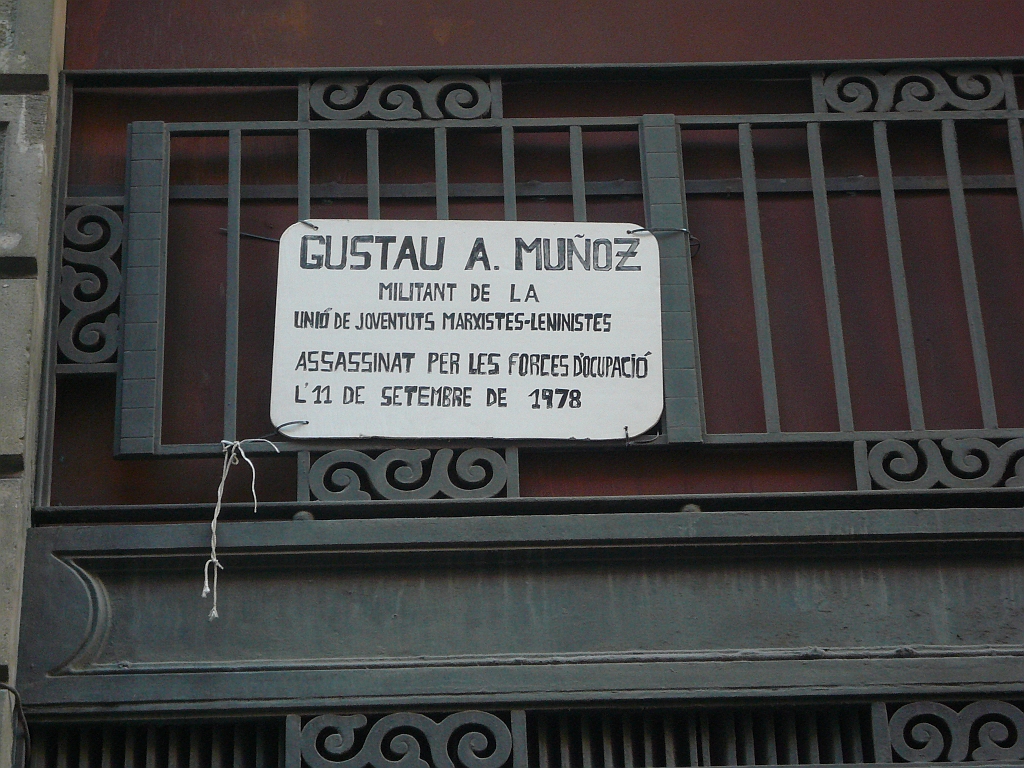 GUSTAU A. MUÑOZ
MILITANT DE LA
UNIÓ DE JOVENTUTS MARXISTES-LENINISTES
ASSASSINAT PER LES FORCES D'OCUPACIÓ
L'11 DE SETEMBRE DE 1978